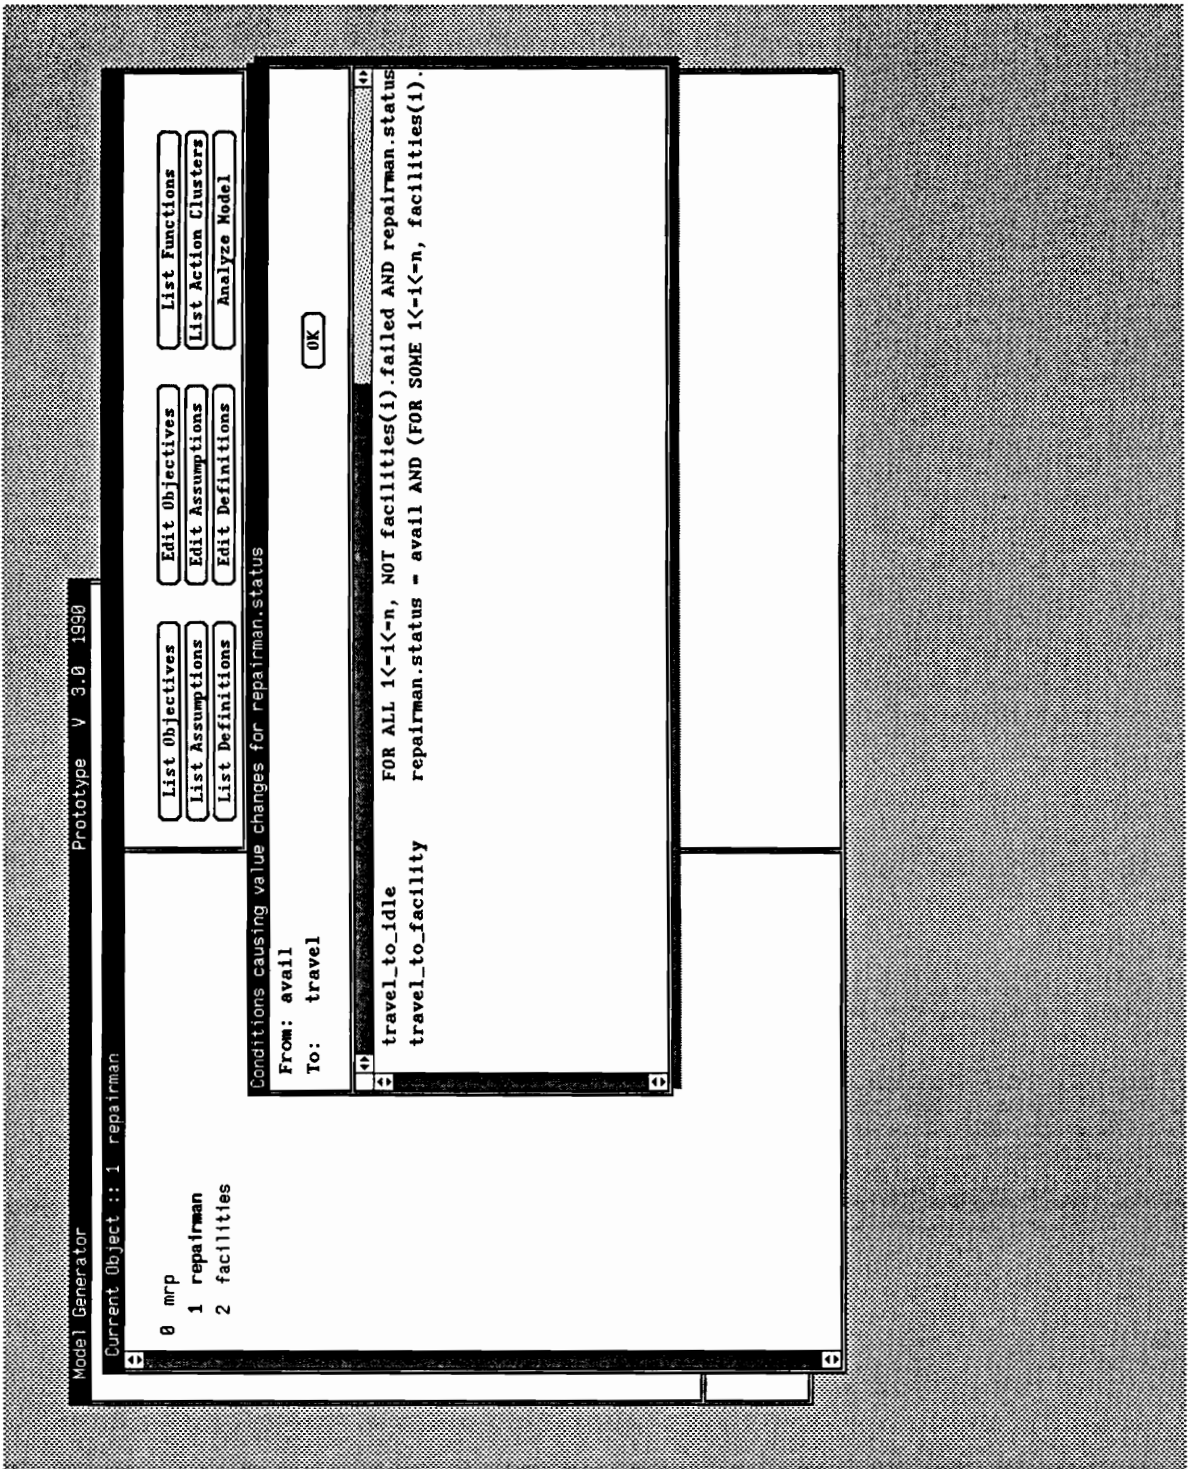 Model Generator Prototype V 3.0 1990
Current Object :: 1 repairman
0 mrp
1 repairman
2 facilities
List Objectives Edit Objectives List Functions
List Assumptions Edit Assumptions List Action Clusters
List Definitions Edit Definitions Analyze Model
Conditions causing value changes for repairman.status
From: avail
To: travel
OK
travel_to_idle FOR ALL 1<=i<=n, NOT facilities(i).failed AND repairman.status
travel_to_facility repairman.status = avail AND (FOR SOME 1<=i<=n, facilities(i).